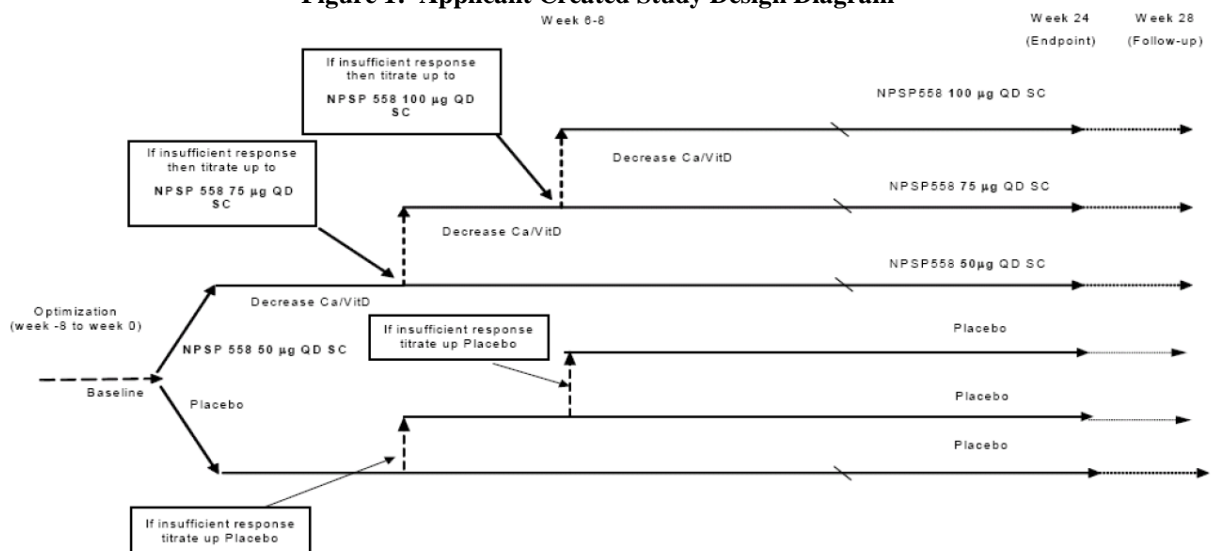 Figure 1. Applicant Created Study Design Diagram
Week 6-8
Week 24
(Endpoint)
Week 28
(Follow-up)
If insufficient response
then titrate up to
NPSP 558 100 µg QD
SC
NPSP558 100 µg QD SC
Decrease Ca/VitD
If insufficient response
then titrate up to
NPSP 558 75 µg QD
SC
NPSP558 75 µg QD SC
Decrease Ca/VitD
NPSP558 50µg QD SC
Decrease Ca/VitD
Optimization
(week -8 to week 0)
NPSP 558 50 µg QD SC
Baseline
Placebo
If insufficient response
titrate up Placebo
Placebo
Placebo
Placebo
If insufficient response
titrate up Placebo